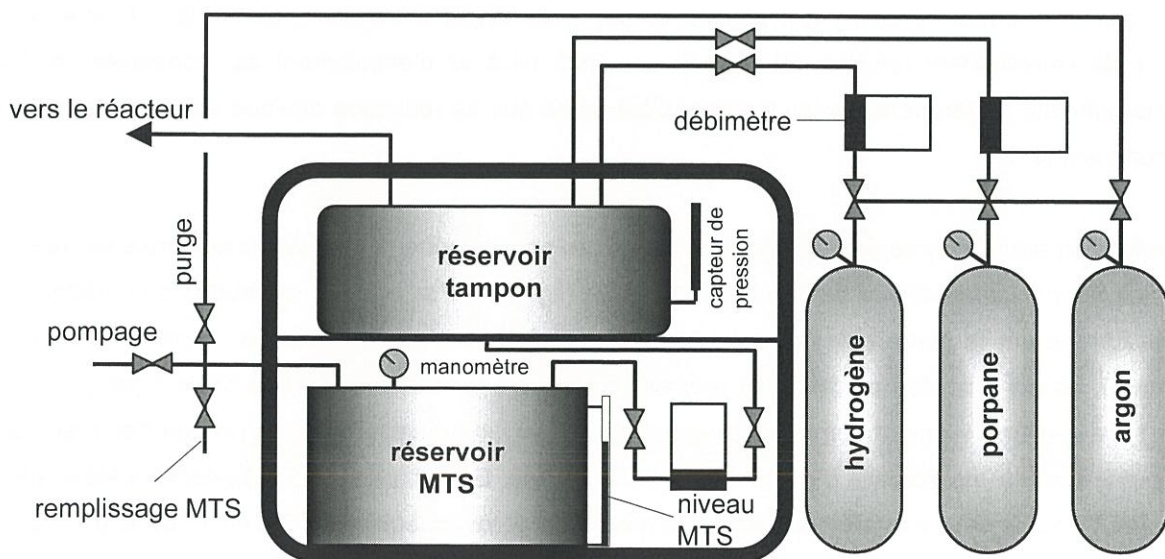 vers le réacteur
débimètre
purge
réservoir
tampon
capteur de
pression
pompage
manomètre
réservoir
MTS
remplissage MTS
niveau
MTS
hydrogène
porpane
argon